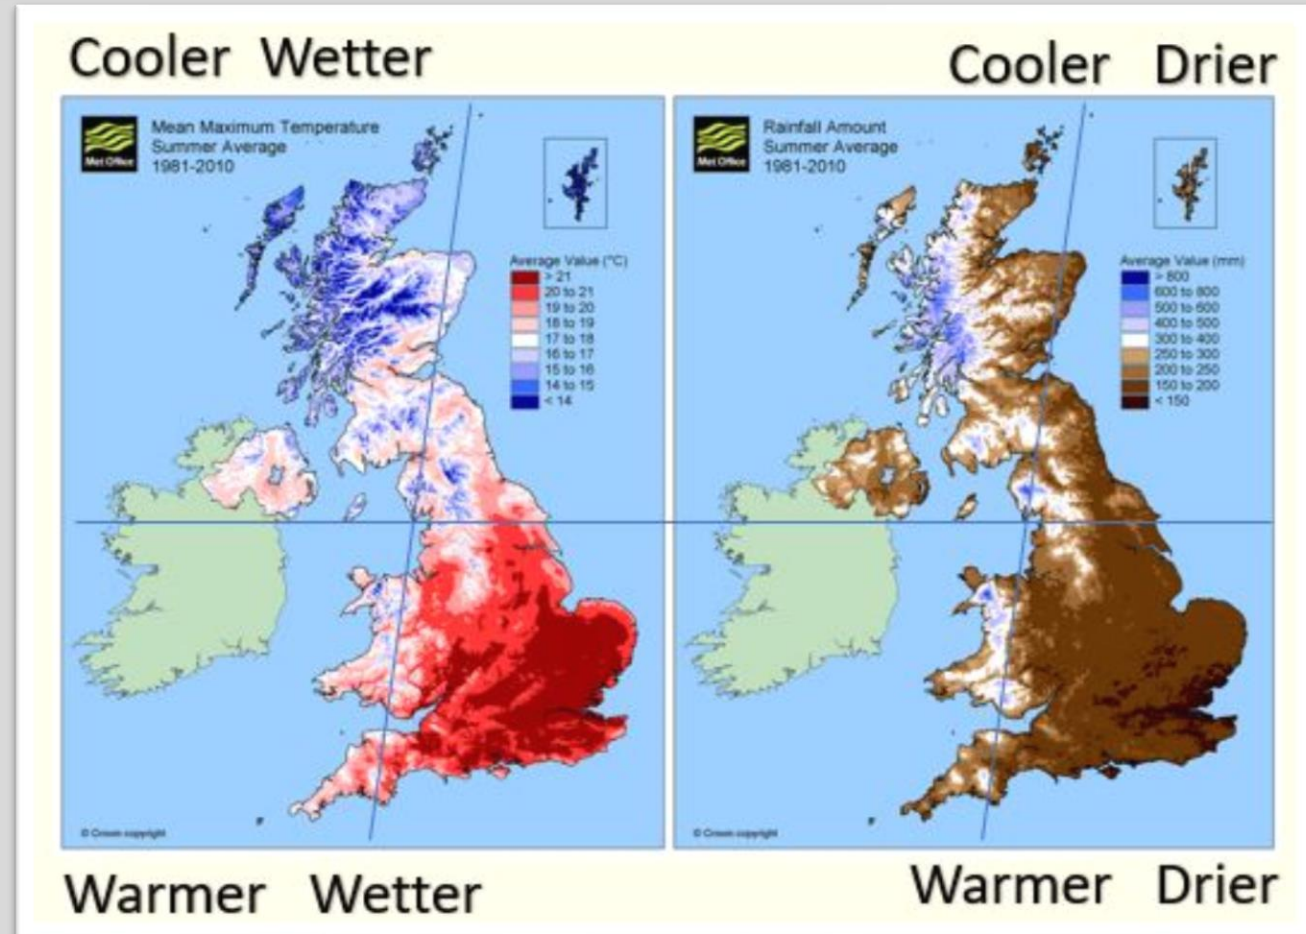 Cooler Wetter
Cooler Drier
Met Office
Mean Maximum Temperature
Summer Average
1981-2010
Average Value (°C)
> 21
20 to 21
19 to 20
18 to 19
17 to 18
16 to 17
15 to 16
14 to 15
< 14
© Crown copyright
Met Office
Rainfall Amount
Summer Average
1981-2010
Average Value (mm)
> 800
600 to 800
500 to 600
400 to 500
300 to 400
250 to 300
200 to 250
150 to 200
< 150
© Crown copyright
Warmer Wetter
Warmer Drier